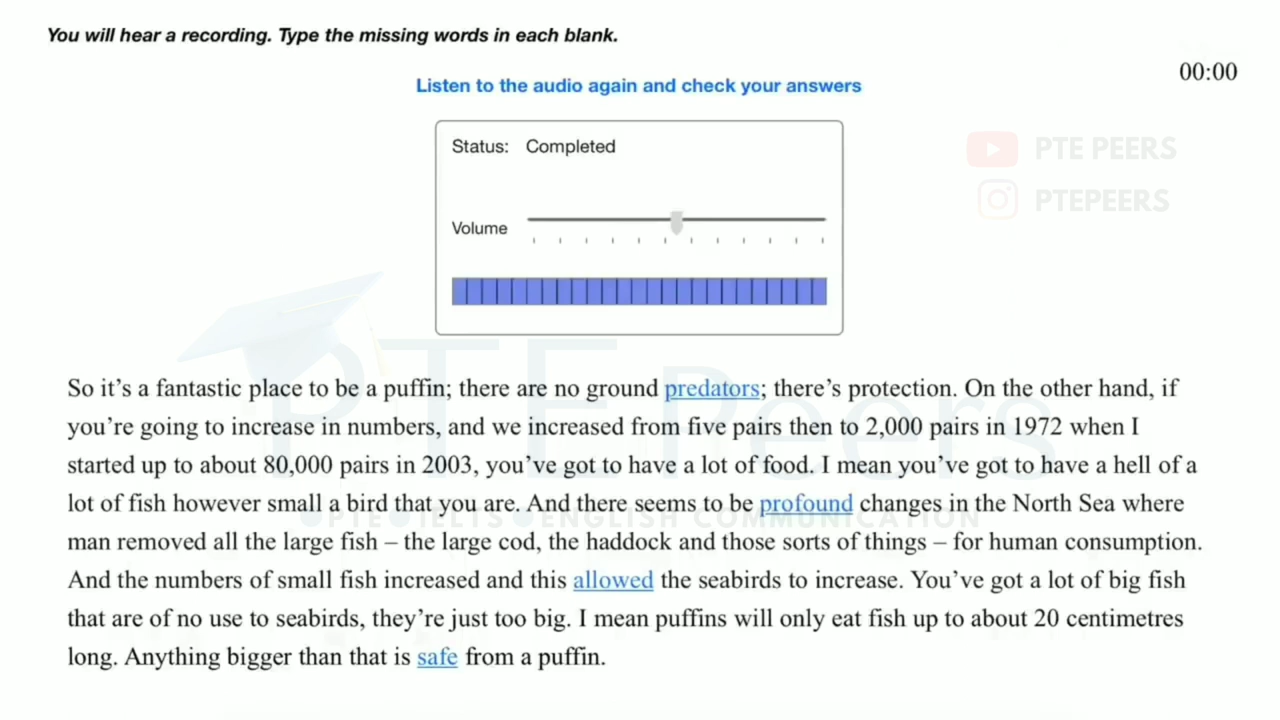 You will hear a recording. Type the missing words in each blank.
00:00
Listen to the audio again and check your answers
Status: Completed
PTE PEERS
PTEPEERS
Volume
So it's a fantastic place to be a puffin; there are no ground predators; there's protection. On the other hand, if
you're going to increase in numbers, and we increased from five pairs then to 2,000 pairs in 1972 when I
started up to about 80,000 pairs in 2003, you've got to have a lot of food. I mean you've got to have a hell of a
lot of fish however small a bird that you are. And there seems to be profound changes in the North Sea where
man removed all the large fish – the large cod, the haddock and those sorts of things – for human consumption.
And the numbers of small fish increased and this allowed the seabirds to increase. You've got a lot of big fish
that are of no use to seabirds, they're just too big. I mean puffins will only eat fish up to about 20 centimetres
long. Anything bigger than that is safe from a puffin.
PTE Peers
PTE IELTS ENGLISH COMMUNICATION